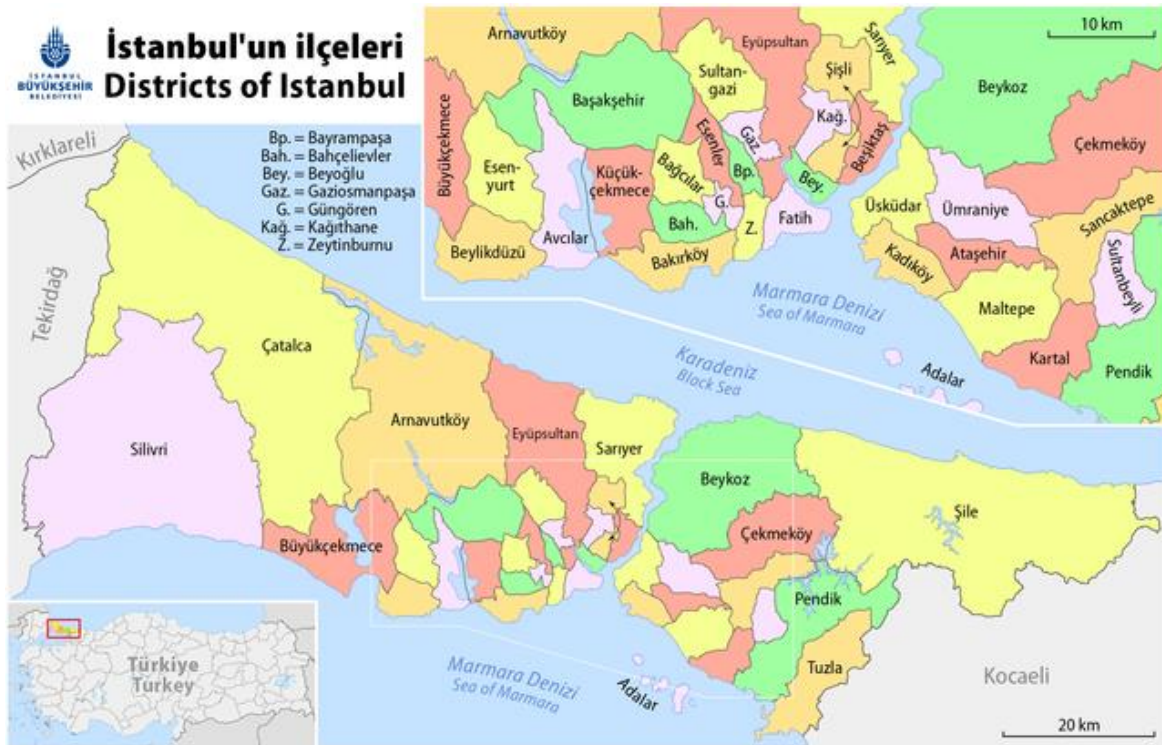 İSTANBUL
BÜYÜKŞEHİR
BELEDİYESİ
İstanbul'un ilçeleri
Districts of Istanbul
Bp. = Bayrampaşa
Bah. = Bahçelievler
Bey. = Beyoğlu
Gaz. = Gaziosmanpaşa
G. = Güngören
Kağ. = Kağıthane
Z. = Zeytinburnu
10 km
Arnavutköy
Eyüpsultan
Sarıyer
Şişli
Sultan-
gazi
Beykoz
Büyükçekmece
Başakşehir
Kağ.
Gaz.
Esenler
Beşiktaş
Çekmeköy
Esen-
yurt
Küçük-
çekmece
Bağcılar
Bp.
Bey.
Üsküdar
Ümraniye
Sancaktepe
G.
Avcılar
Bah.
Z.
Fatih
Beylikdüzü
Bakırköy
Kadıköy
Ataşehir
Sultanbeyli
Marmara Denizi
Sea of Marmara
Maltepe
Kartal
Pendik
Adalar
Kırklareli
Tekirdağ
Karadeniz
Black Sea
Çatalca
Silivri
Arnavutköy
Eyüpsultan
Sarıyer
Beykoz
Şile
Büyükçekmece
Çekmeköy
Pendik
Tuzla
Marmara Denizi
Sea of Marmara
Adalar
Kocaeli
Türkiye
Turkey
20 km